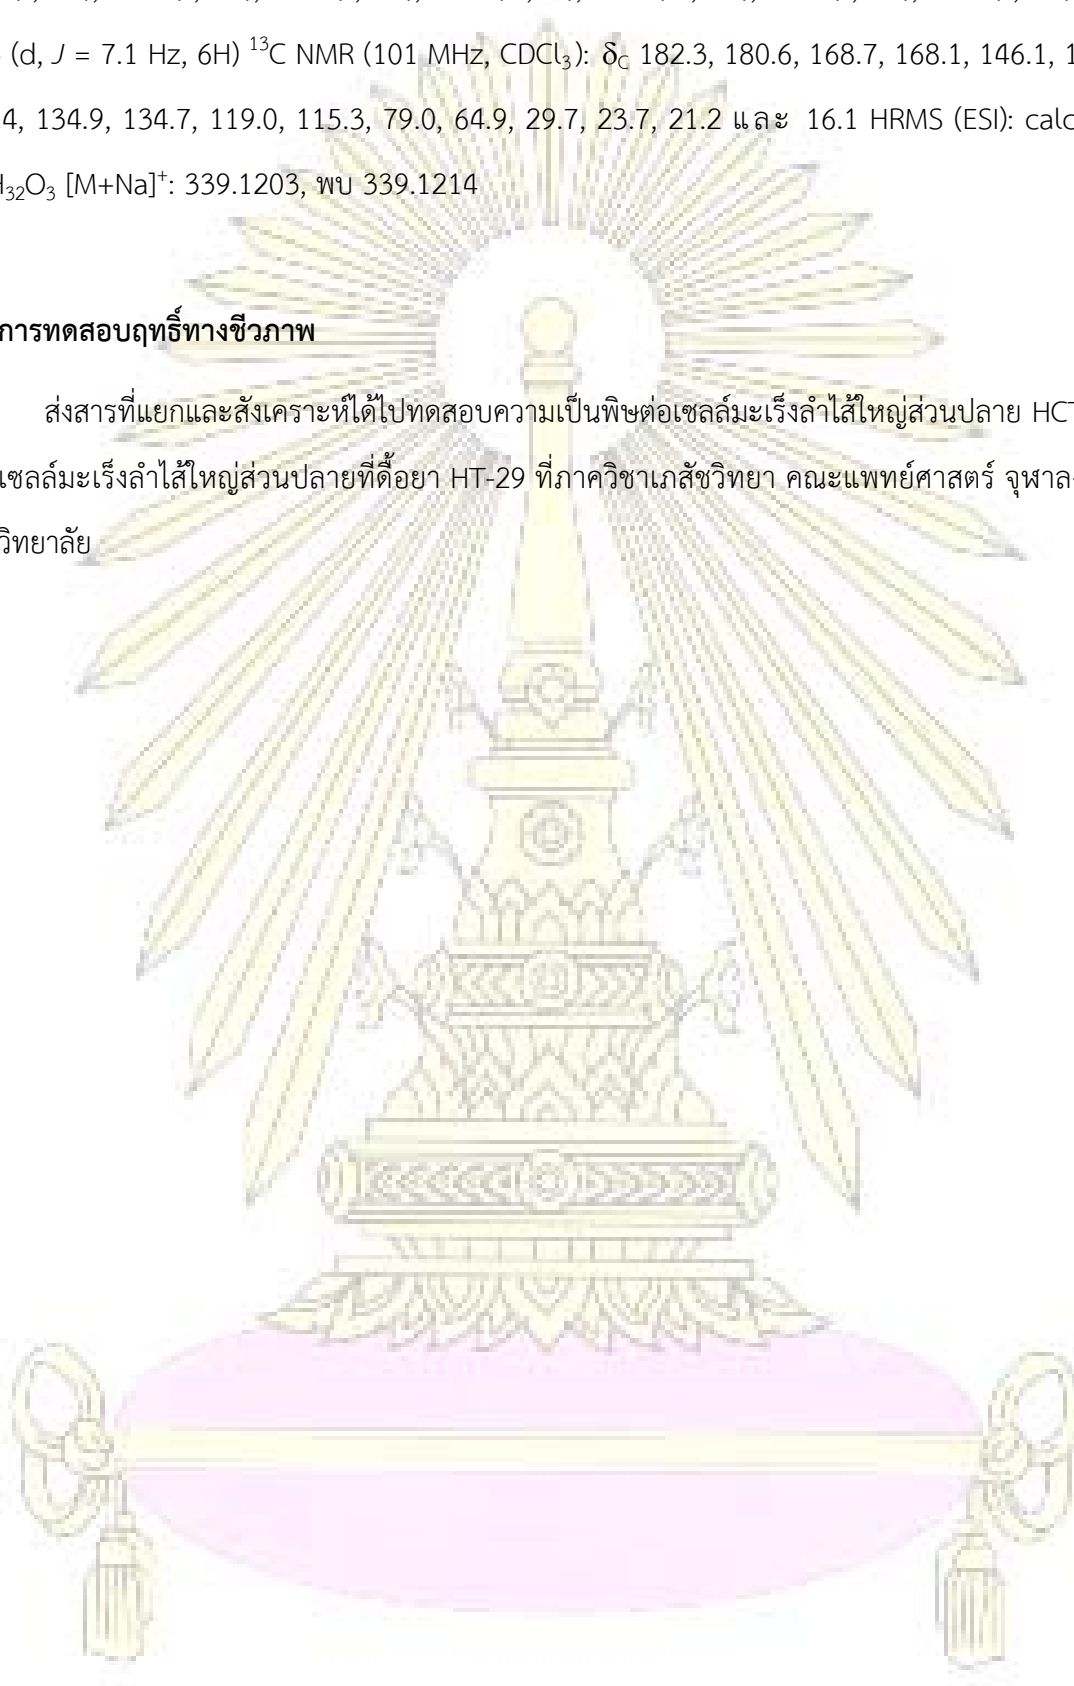 (d, J = 7.1 Hz, 6H) ¹³C NMR (101 MHz, CDCl₃): δC 182.3, 180.6, 168.7, 168.1, 146.1,
4, 134.9, 134.7, 119.0, 115.3, 79.0, 64.9, 29.7, 23.7, 21.2 และ 16.1 HRMS (ESI): calc
H₃₂O₃ [M+Na]⁺: 339.1203, พบ 339.1214
การทดสอบฤทธิ์ทางชีวภาพ
ส่งสารที่แยกและสังเคราะห์ได้ไปทดสอบความเป็นพิษต่อเซลล์มะเร็งลำไส้ใหญ่ส่วนปลาย HCT
เซลล์มะเร็งลำไส้ใหญ่ส่วนปลายที่ดื้อยา HT-29 ที่ภาควิชาเภสัชวิทยา คณะแพทย์ศาสตร์ จุฬาล
วิทยาลัย